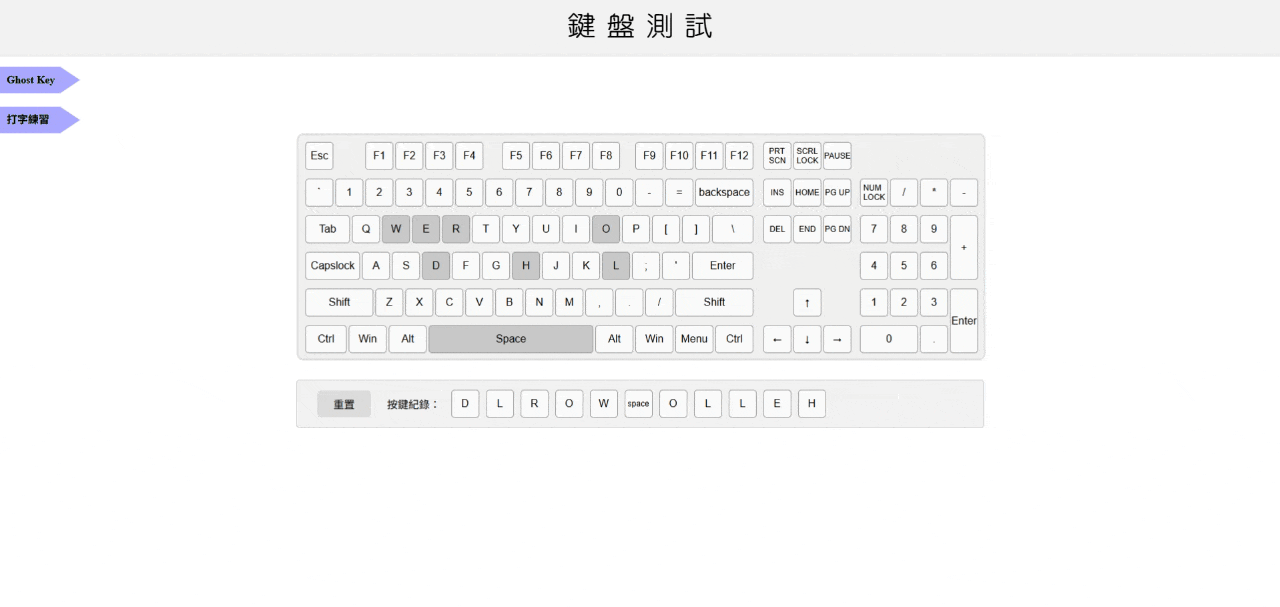 鍵盤測試
Ghost Key
打字練習
Esc F1 F2 F3 F4 F5 F6 F7 F8 F9 F10 F11 F12 PRT SCN SCRL LOCK PAUSE
` 1 2 3 4 5 6 7 8 9 0 - = backspace INS HOME PG UP NUM LOCK / * -
Tab Q W E R T Y U I O P [ ] \ DEL END PG DN 7 8 9 +
Capslock A S D F G H J K L ; ' Enter 4 5 6
Shift Z X C V B N M , . / Shift ↑ 1 2 3 Enter
Ctrl Win Alt Space Alt Win Menu Ctrl ← ↓ → 0 .
重置 按鍵紀錄： D L R O W space O L L E H